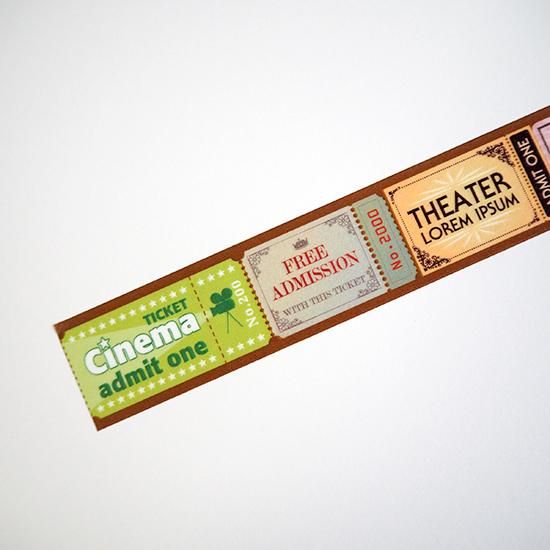 TICKET
Cinema
admit one
No.200
FREE
ADMISSION
WITH THIS TICKET
No. 2000
THEATER
LOREM IPSUM
ADMIT ONE